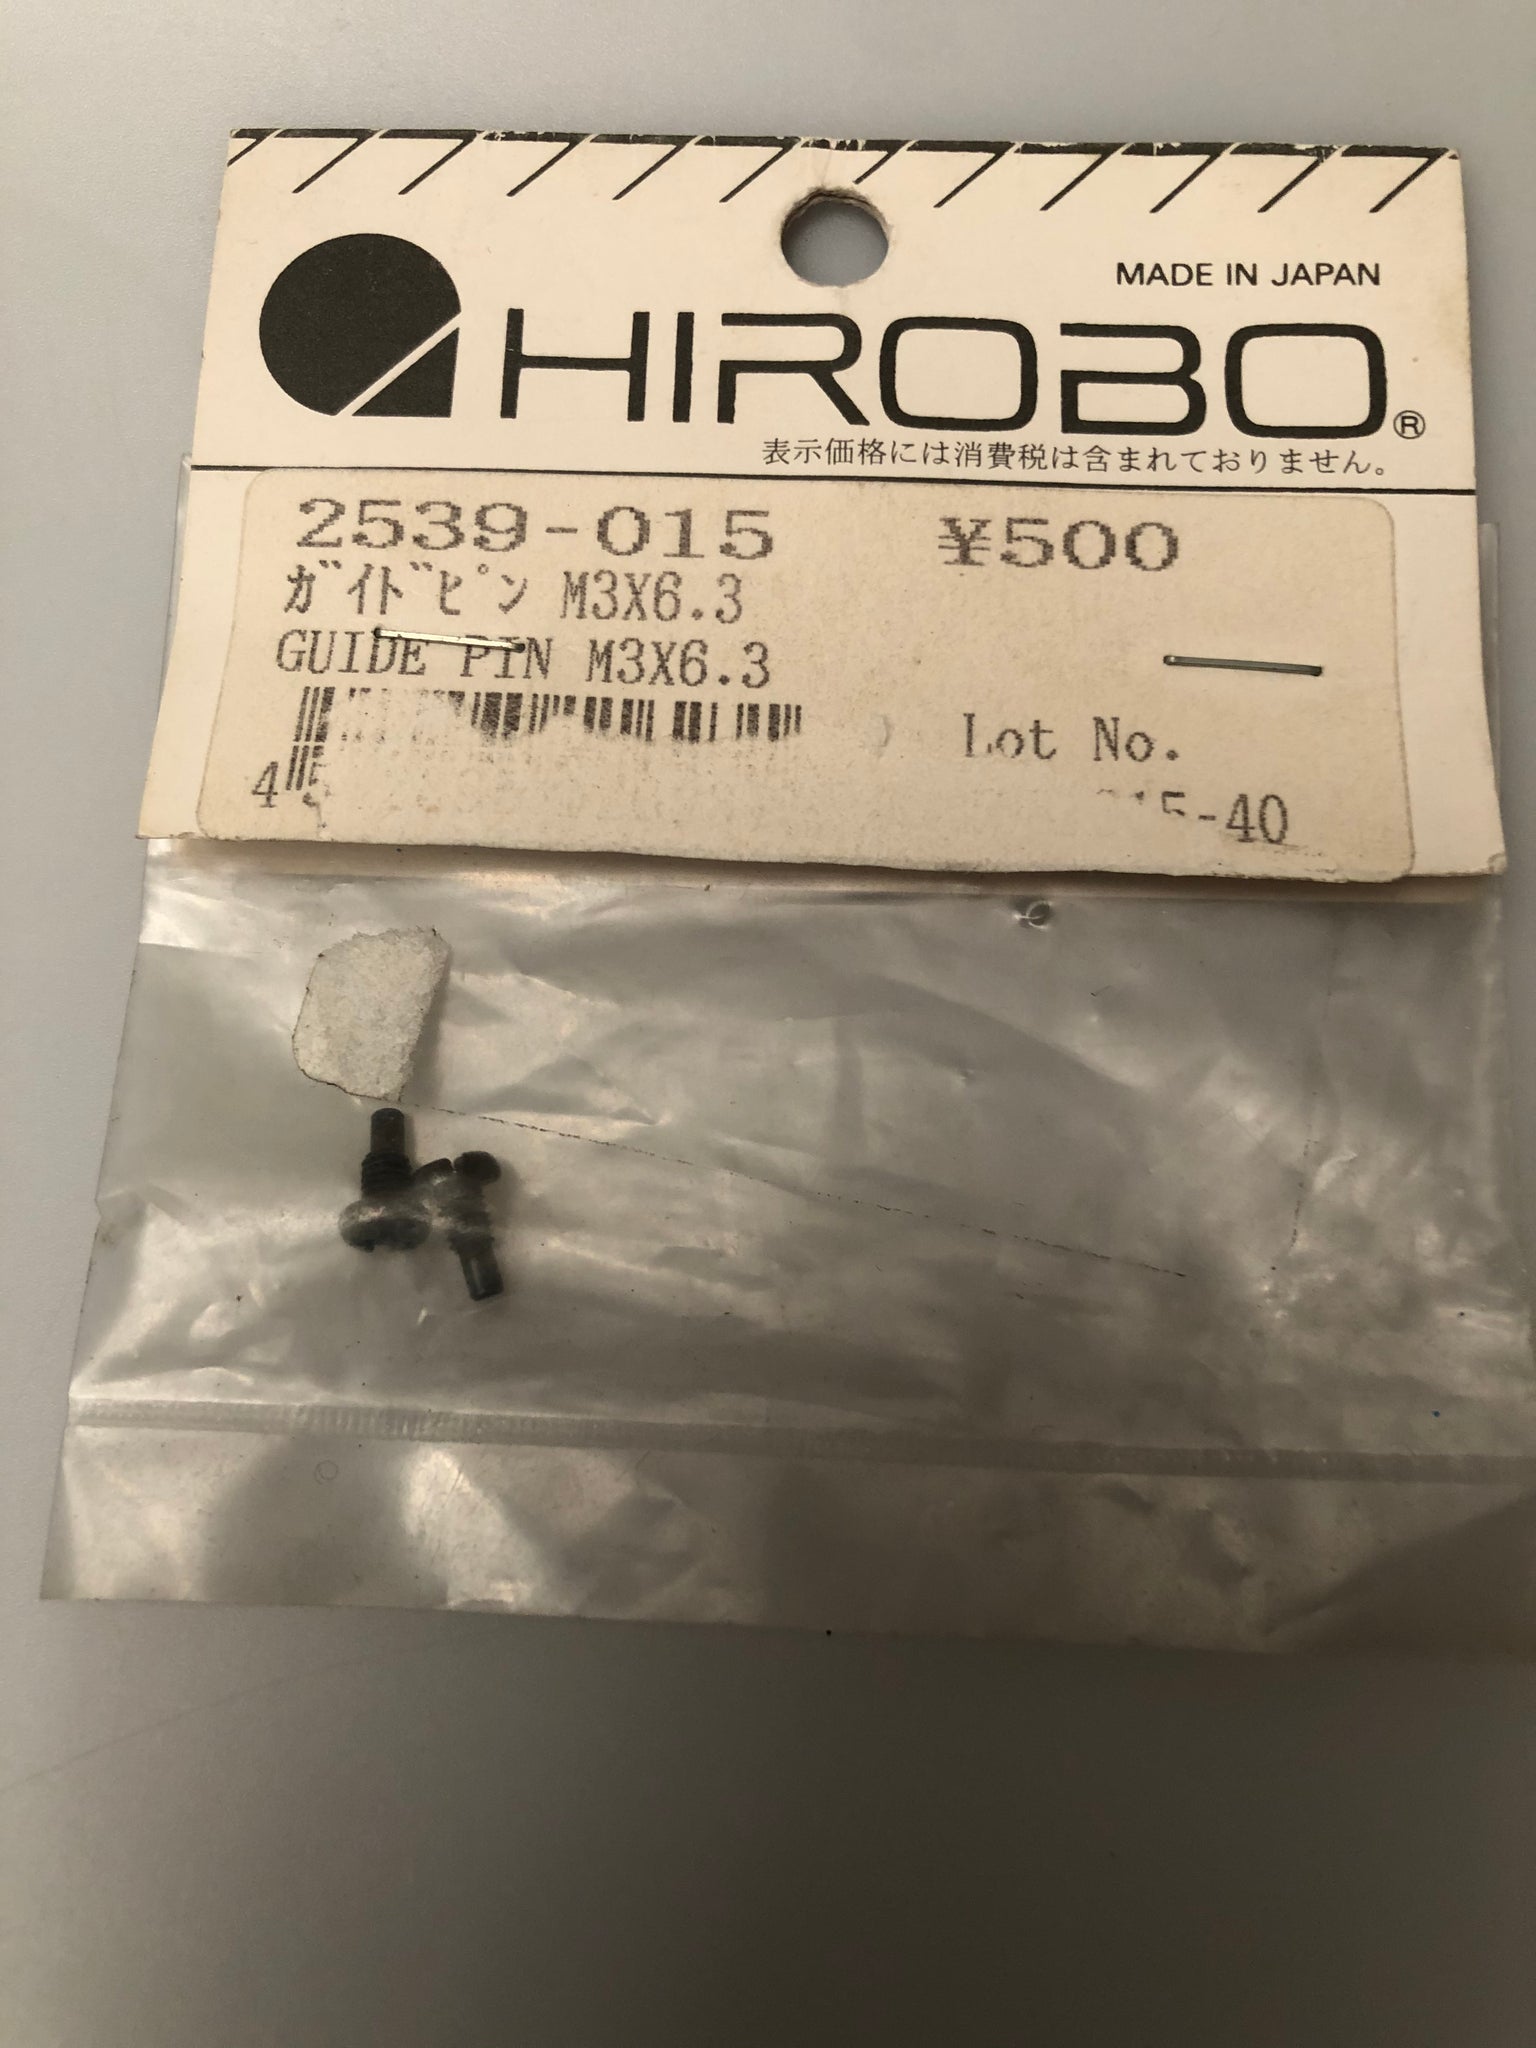 MADE IN JAPAN
HIROBO®
表示価格には消費税は含まれておりません。
2539-015 ¥500
ｶﾞｲﾄﾞﾋﾟﾝ M3X6.3
GUIDE PIN M3X6.3
Lot No.
4
-40